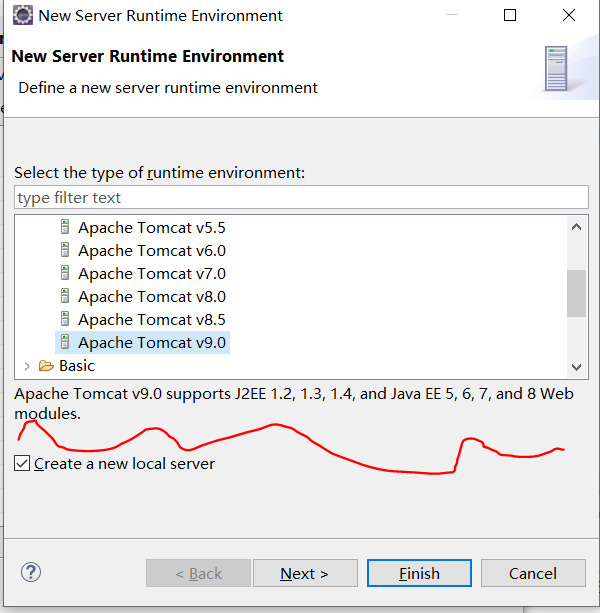 New Server Runtime Environment
New Server Runtime Environment
Define a new server runtime environment
Select the type of runtime environment:
type filter text
Apache Tomcat v5.5
Apache Tomcat v6.0
Apache Tomcat v7.0
Apache Tomcat v8.0
Apache Tomcat v8.5
Apache Tomcat v9.0
Basic
Apache Tomcat v9.0 supports J2EE 1.2, 1.3, 1.4, and Java EE 5, 6, 7, and 8 Web
modules.
Create a new local server
< Back Next > Finish Cancel